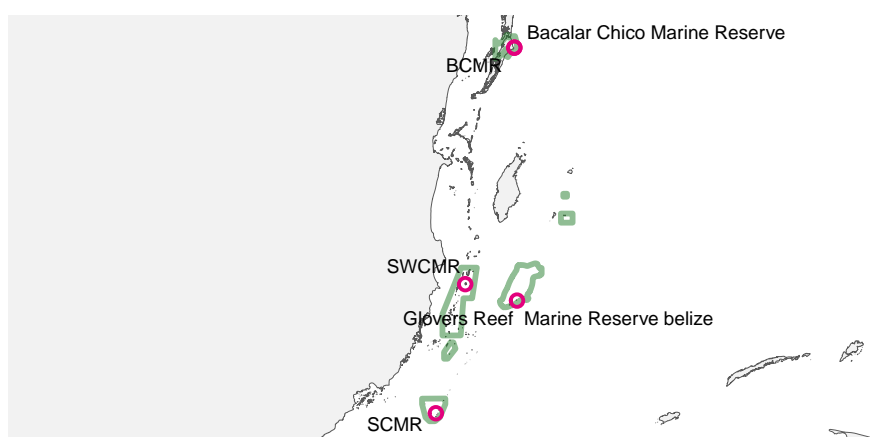 Bacalar Chico Marine Reserve
BCMR
SWCMR
Glovers Reef  Marine Reserve belize
SCMR